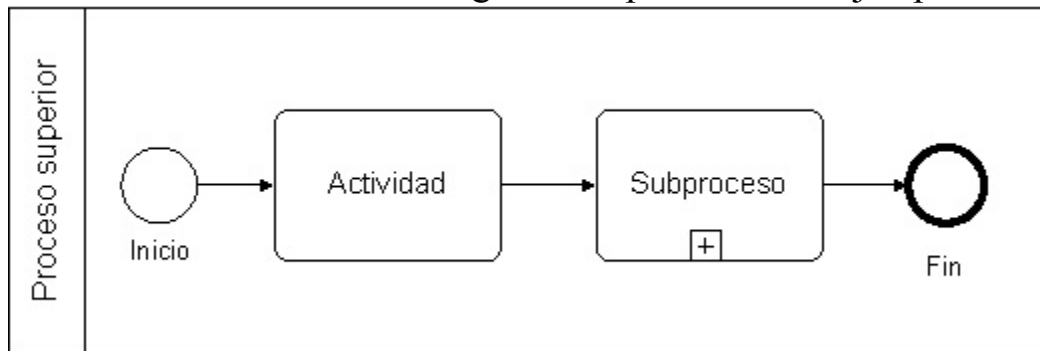 Proceso superior
Actividad
Subproceso
+
Inicio
Fin